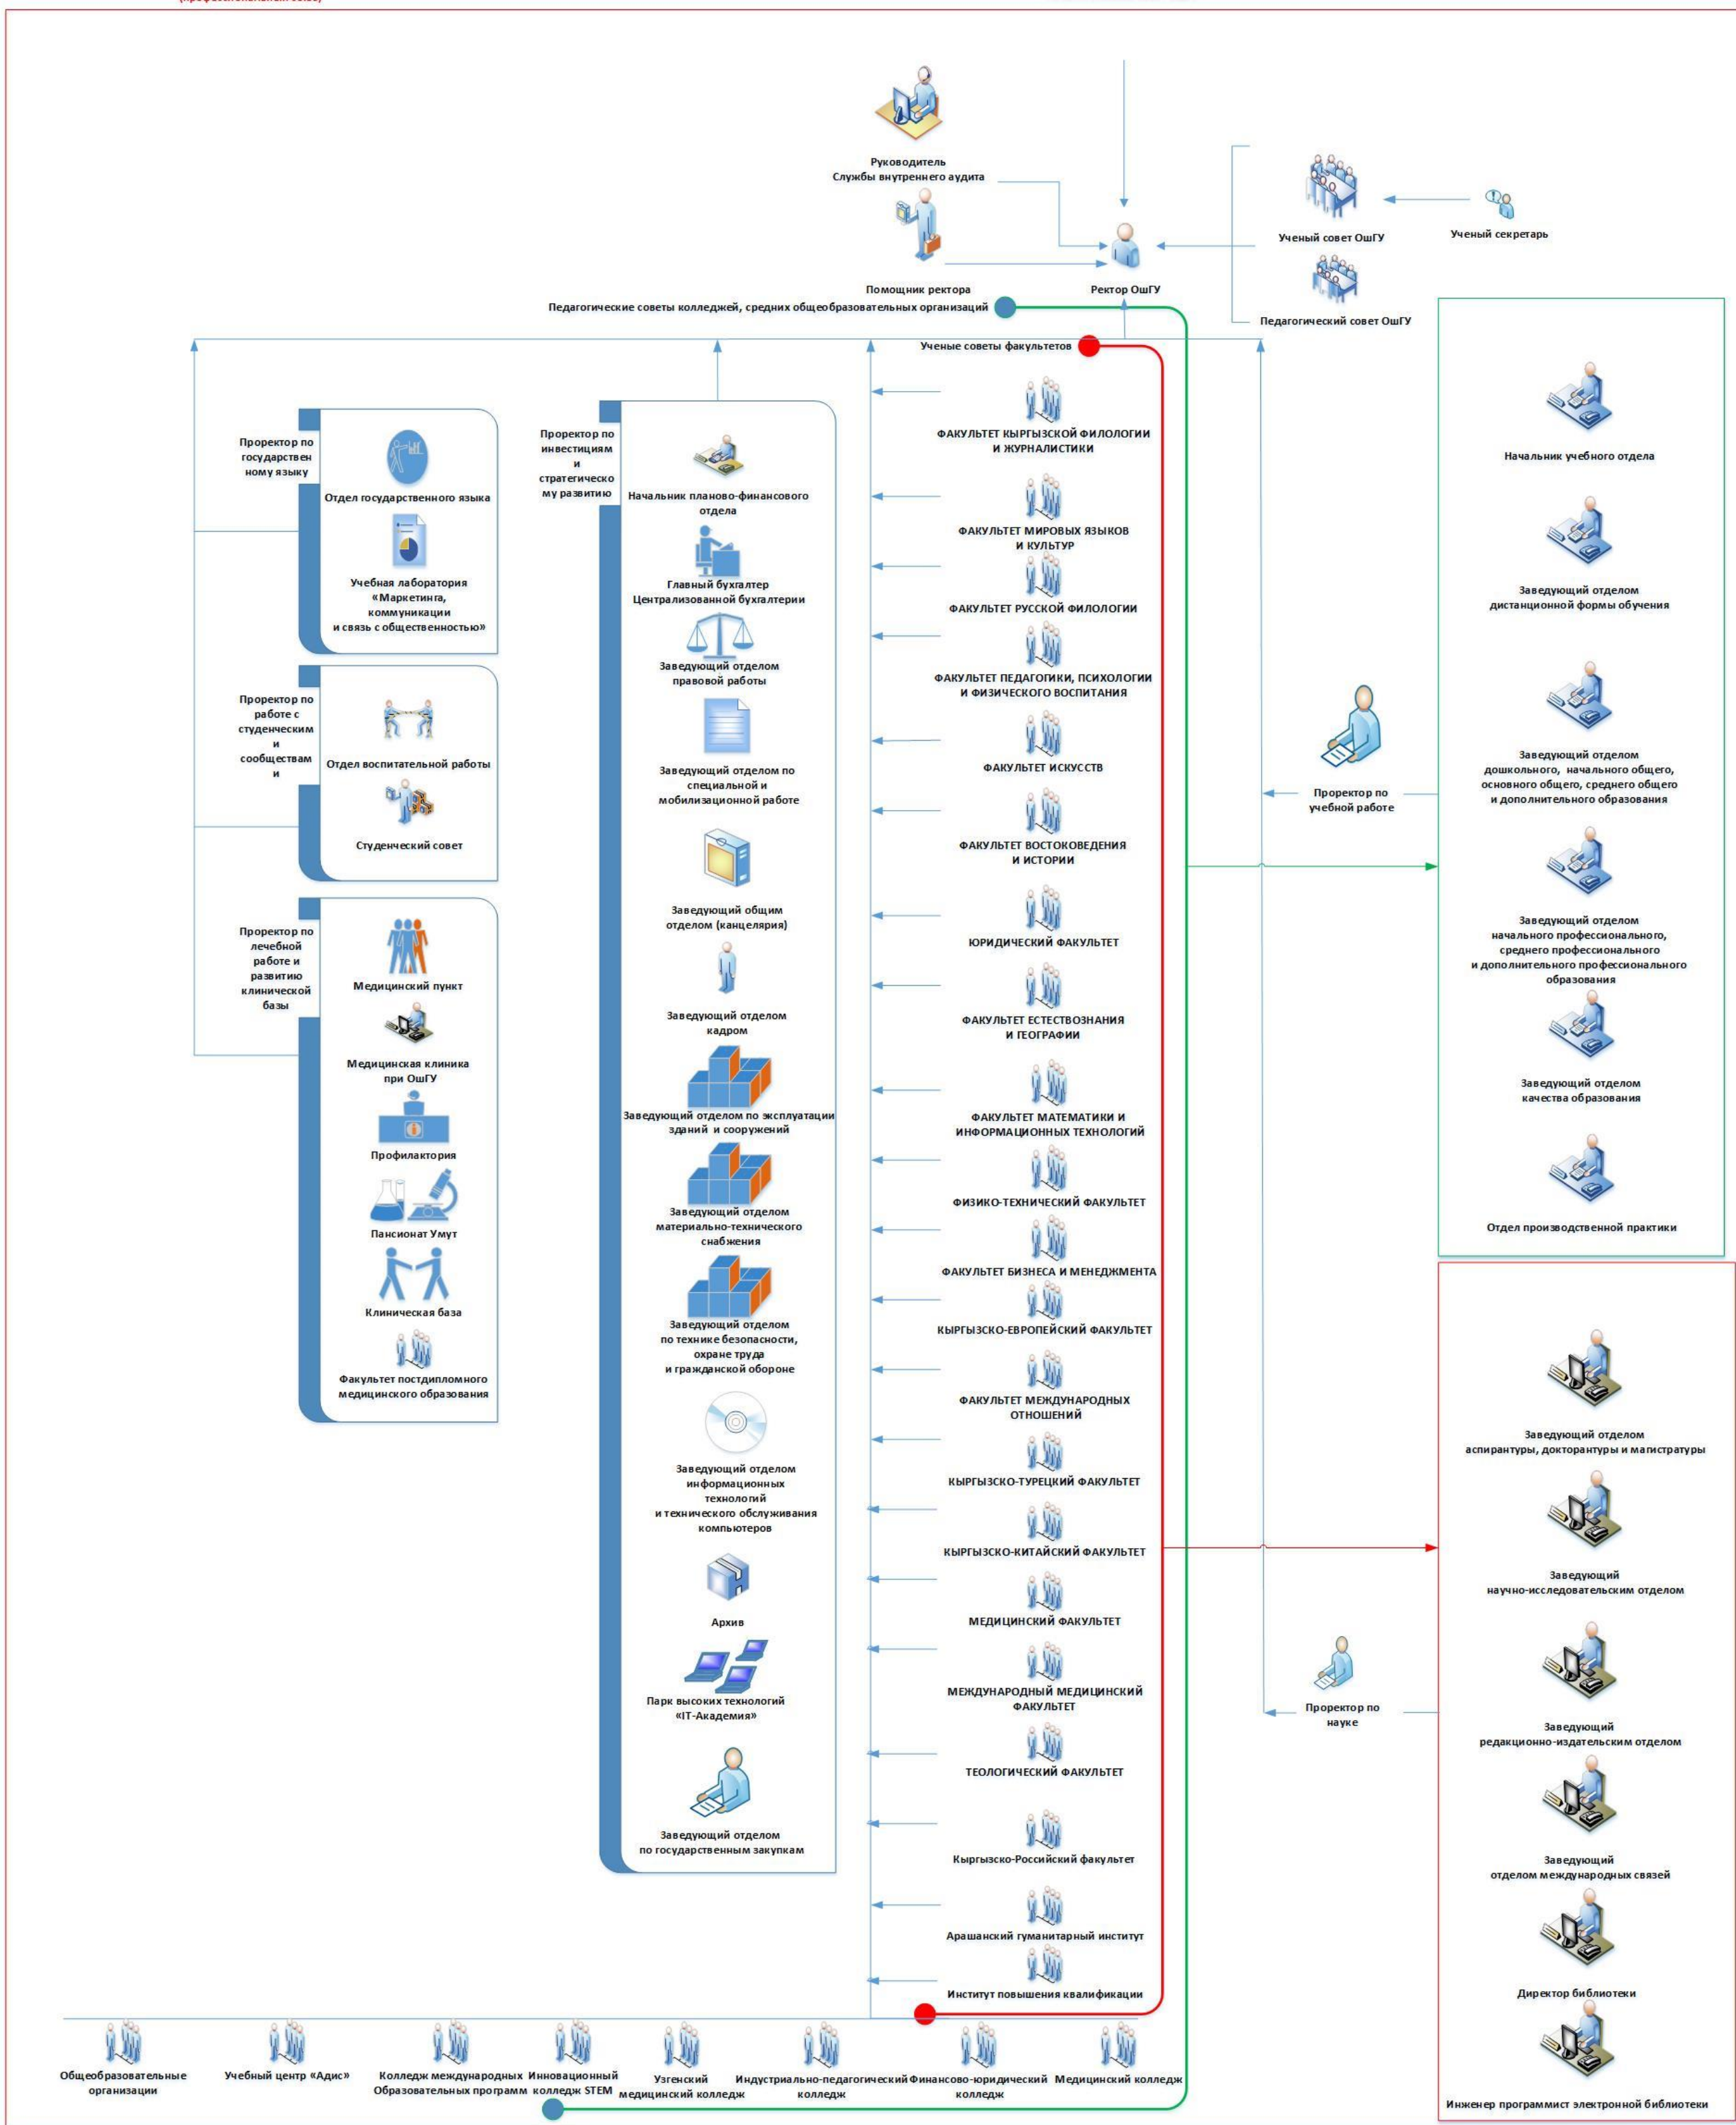 Руководитель
Службы внутреннего аудита
Помощник ректора
Ректор ОшГУ
Ученый совет ОшГУ
Ученый секретарь
Педагогический совет ОшГУ
Педагогические советы колледжей, средних общеобразовательных организаций
Ученые советы факультетов
Проректор по
государствен
ному языку
Отдел государственного языка
Учебная лаборатория
«Маркетинга,
коммуникации
и связь с общественностью»
Проректор по
работе с
студенческим
и
сообществам
и
Отдел воспитательной работы
Студенческий совет
Проректор по
лечебной
работе и
развитию
клинической
базы
Медицинский пункт
Медицинская клиника
при ОшГУ
Профилактория
Пансионат Умут
Клиническая база
Факультет постдипломного
медицинского образования
Проректор по
инвестициям
и
стратегическо
му развитию
Начальник планово-финансового
отдела
Главный бухгалтер
Централизованной бухгалтерии
Заведующий отделом
правовой работы
Заведующий отделом по
специальной и
мобилизационной работе
Заведующий общим
отделом (канцелярия)
Заведующий отделом
кадром
Заведующий отделом по эксплуатации
зданий и сооружений
Заведующий отделом
материально-технического
снабжения
Заведующий отделом
по технике безопасности,
охране труда
и гражданской обороне
Заведующий отделом
информационных
технологий
и технического обслуживания
компьютеров
Архив
Парк высоких технологий
«IT-Академия»
Заведующий отделом
по государственным закупкам
ФАКУЛЬТЕТ КЫРГЫЗСКОЙ ФИЛОЛОГИИ
И ЖУРНАЛИСТИКИ
ФАКУЛЬТЕТ МИРОВЫХ ЯЗЫКОВ
И КУЛЬТУР
ФАКУЛЬТЕТ РУССКОЙ ФИЛОЛОГИИ
ФАКУЛЬТЕТ ПЕДАГОГИКИ, ПСИХОЛОГИИ
И ФИЗИЧЕСКОГО ВОСПИТАНИЯ
ФАКУЛЬТЕТ ИСКУССТВ
ФАКУЛЬТЕТ ВОСТОКОВЕДЕНИЯ
И ИСТОРИИ
ЮРИДИЧЕСКИЙ ФАКУЛЬТЕТ
ФАКУЛЬТЕТ ЕСТЕСТВОЗНАНИЯ
И ГЕОГРАФИИ
ФАКУЛЬТЕТ МАТЕМАТИКИ И
ИНФОРМАЦИОННЫХ ТЕХНОЛОГИЙ
ФИЗИКО-ТЕХНИЧЕСКИЙ ФАКУЛЬТЕТ
ФАКУЛЬТЕТ БИЗНЕСА И МЕНЕДЖМЕНТА
КЫРГЫЗСКО-ЕВРОПЕЙСКИЙ ФАКУЛЬТЕТ
ФАКУЛЬТЕТ МЕЖДУНАРОДНЫХ
ОТНОШЕНИЙ
КЫРГЫЗСКО-ТУРЕЦКИЙ ФАКУЛЬТЕТ
КЫРГЫЗСКО-КИТАЙСКИЙ ФАКУЛЬТЕТ
МЕДИЦИНСКИЙ ФАКУЛЬТЕТ
МЕЖДУНАРОДНЫЙ МЕДИЦИНСКИЙ
ФАКУЛЬТЕТ
ТЕОЛОГИЧЕСКИЙ ФАКУЛЬТЕТ
Кыргызско-Российский факультет
Арашанский гуманитарный институт
Институт повышения квалификации
Проректор по
учебной работе
Проректор по
науке
Начальник учебного отдела
Заведующий отделом
дистанционной формы обучения
Заведующий отделом
дошкольного, начального общего,
основного общего, среднего общего
и дополнительного образования
Заведующий отделом
начального профессионального,
среднего профессионального
и дополнительного профессионального
образования
Заведующий отделом
качества образования
Отдел производственной практики
Заведующий отделом
аспирантуры, докторантуры и магистратуры
Заведующий
научно-исследовательским отделом
Заведующий
редакционно-издательским отделом
Заведующий
отделом международных связей
Директор библиотеки
Инженер программист электронной библиотеки
Общеобразовательные
организации
Учебный центр «Адис»
Колледж международных
Образовательных программ
Инновационный
колледж STEM
Узгенский
медицинский колледж
Индустриально-педагогический
колледж
Финансово-юридический
колледж
Медицинский колледж